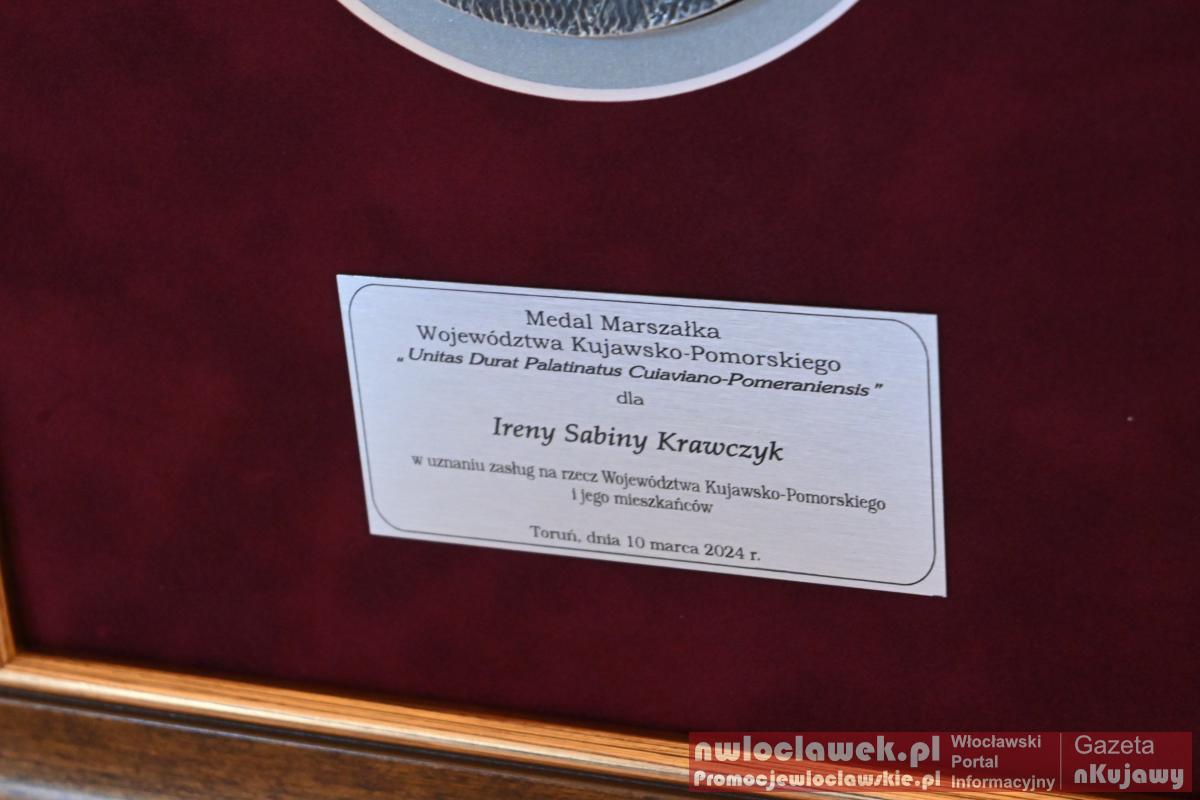 Medal Marszałka
Województwa Kujawsko-Pomorskiego
„Unitas Durat Palatinatus Cuiaviano-Pomeraniensis”
dla
Ireny Sabiny Krawczyk
w uznaniu zasług na rzecz Województwa Kujawsko-Pomorskiego
i jego mieszkańców
Toruń, dnia 10 marca 2024 r.
nwloclawek.pl
Promocjewloclawskie.pl
Włocławski
Portal
Informacyjny
Gazeta
nKujawy